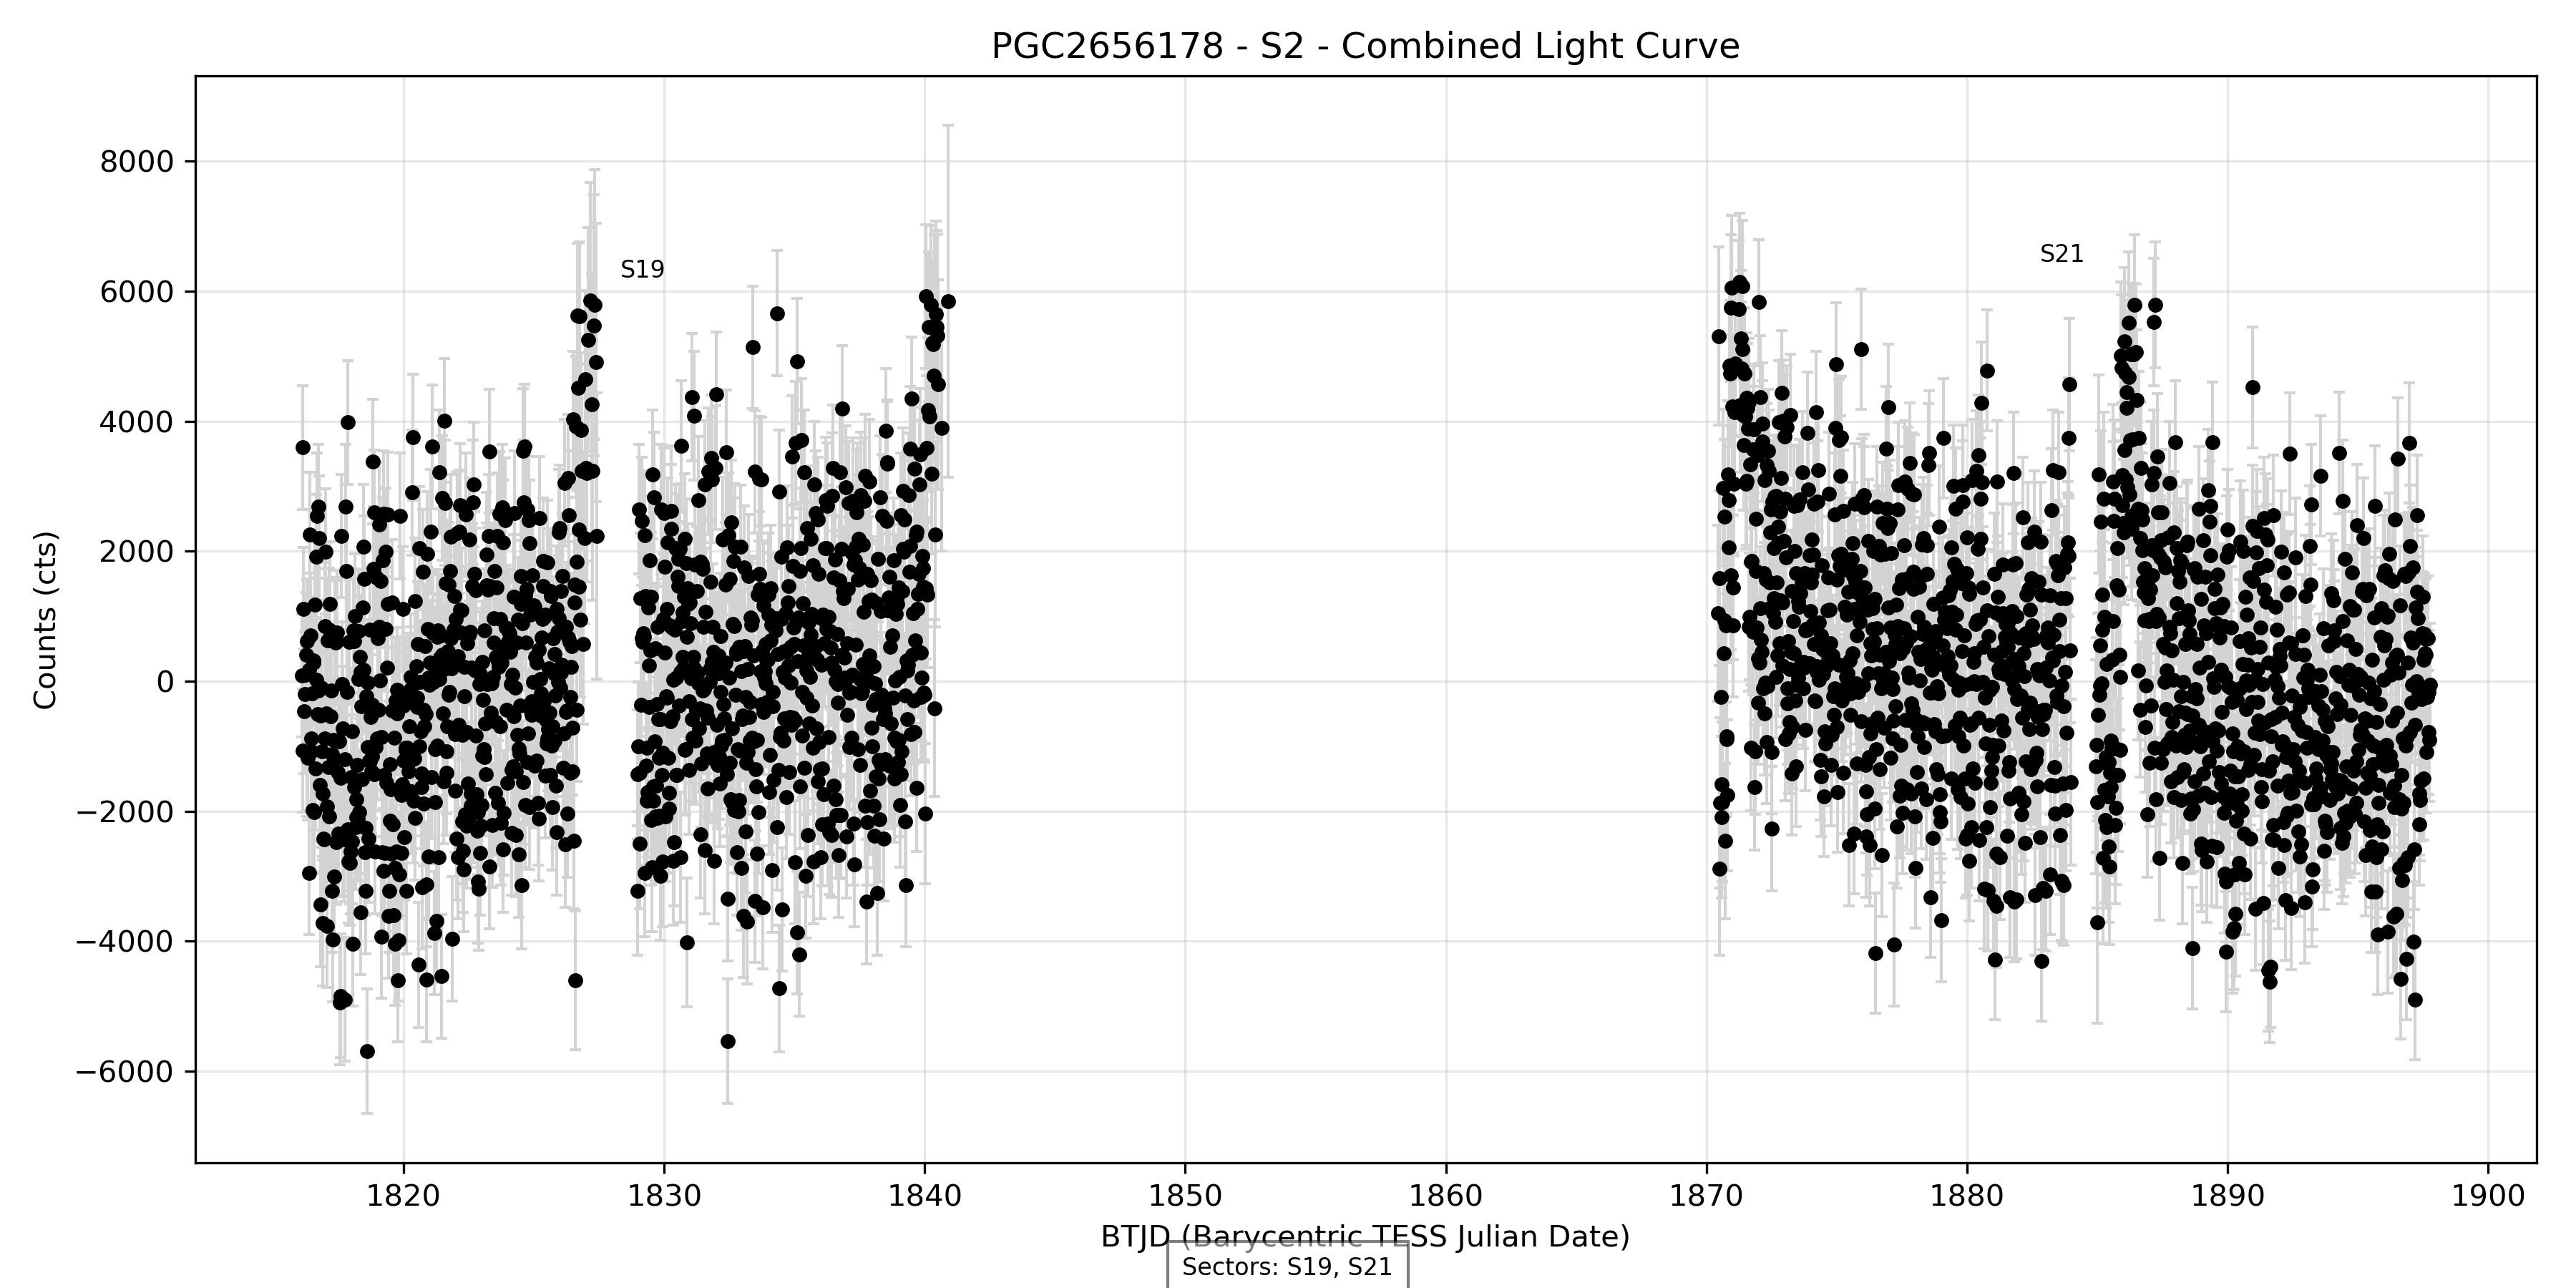 PGC2656178 - S2 - Combined Light Curve
Counts (cts)
8000
6000
4000
2000
0
−2000
−4000
−6000
S19
S21
1820 1830 1840 1850 1860 1870 1880 1890 1900
BTJD (Barycentric TESS Julian Date)
Sectors: S19, S21